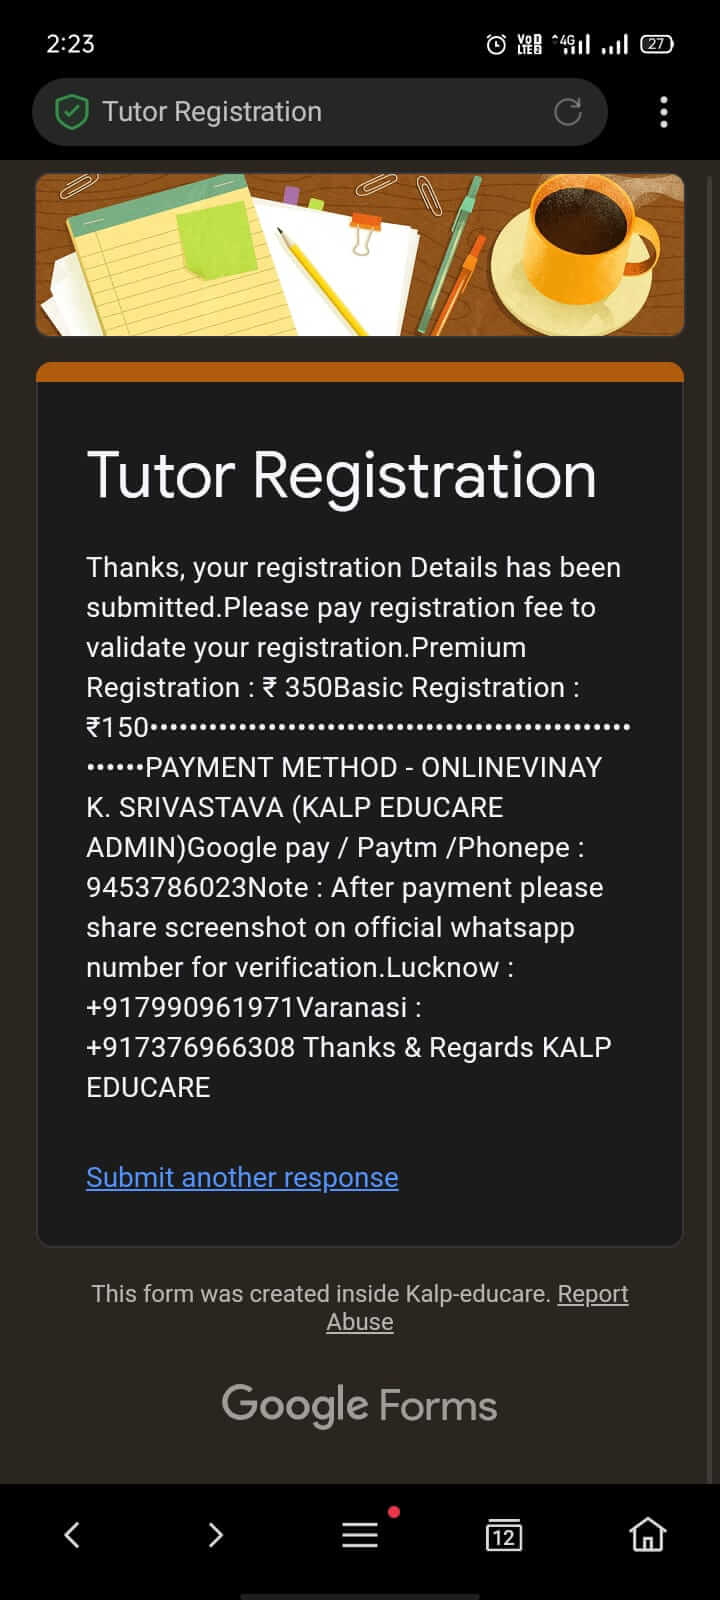 2:23
VoD
LTE2
4G
27
Tutor Registration
Tutor Registration
Thanks, your registration Details has been
submitted.Please pay registration fee to
validate your registration.Premium
Registration : ₹ 350Basic Registration :
₹150••••••••••••••••••••••••••••••••••••••••••••••••
••••••PAYMENT METHOD - ONLINEVINAY
K. SRIVASTAVA (KALP EDUCARE
ADMIN)Google pay / Paytm /Phonepe :
9453786023Note : After payment please
share screenshot on official whatsapp
number for verification.Lucknow :
+917990961971Varanasi :
+917376966308 Thanks & Regards KALP
EDUCARE
Submit another response
This form was created inside Kalp-educare. Report
Abuse
Google Forms
12